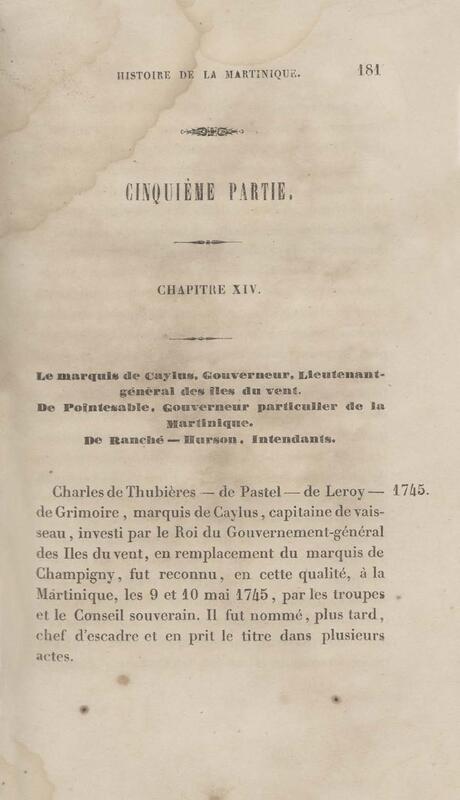 HISTOIRE DE LA MARTINIQUE. 181
CINQUIÈME PARTIE.
CHAPITRE XIV.
Le marquis de Caylus, Gouverneur, Lieutenant-
général des îles du vent.
De Pointesable, Gouverneur particulier de la
Martinique.
De Ranché — Hurson, Intendants.
Charles de Thubières — de Pastel — de Leroy — 1745.
de Grimoire, marquis de Caylus, capitaine de vais-
seau, investi par le Roi du Gouvernement-général
des Iles du vent, en remplacement du marquis de
Champigny, fut reconnu, en cette qualité, à la
Martinique, les 9 et 10 mai 1745, par les troupes
et le Conseil souverain. Il fut nommé, plus tard,
chef d'escadre et en prit le titre dans plusieurs
actes.